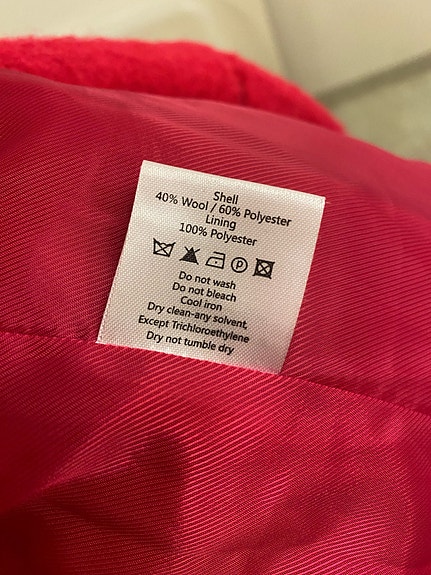 Shell
40% Wool / 60% Polyester
Lining
100% Polyester
P
Do not wash
Do not bleach
Cool iron
Dry clean-any solvent,
Except Trichloroethylene
Dry not tumble dry